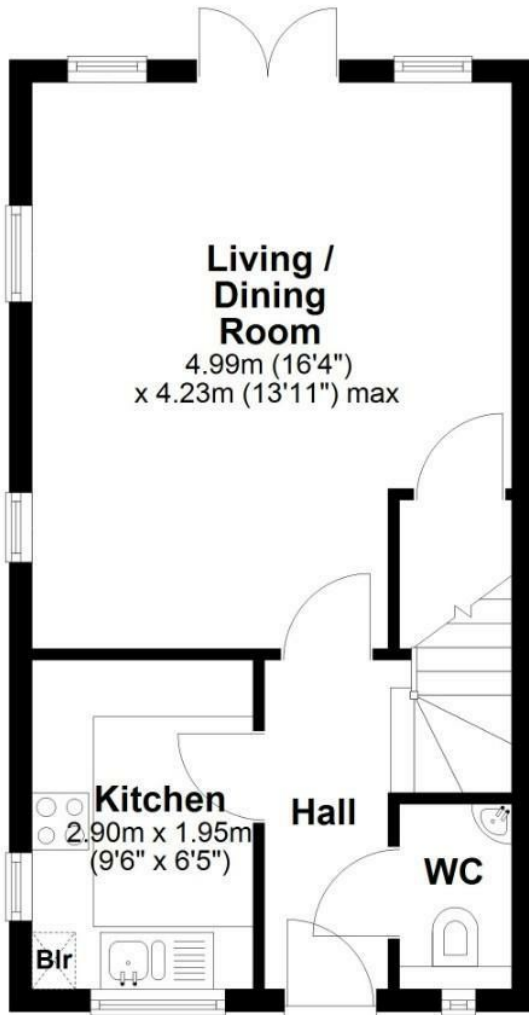 Living /
Dining
Room
4.99m (16'4")
x 4.23m (13'11") max
Kitchen
2.90m x 1.95m
(9'6" x 6'5")
Hall
WC
Blr